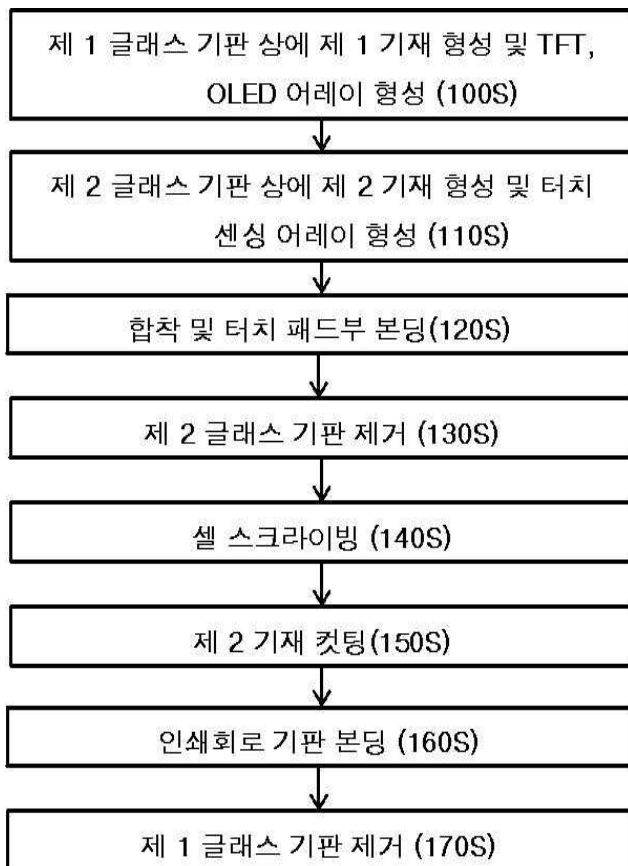 제 1 글래스 기판 상에 제 1 기재 형성 및 TFT,
OLED 어레이 형성 (100S)
제 2 글래스 기판 상에 제 2 기재 형성 및 터치
센싱 어레이 형성 (110S)
합착 및 터치 패드부 본딩(120S)
제 2 글래스 기판 제거 (130S)
셀 스크라이빙 (140S)
제 2 기재 컷팅(150S)
인쇄회로 기판 본딩 (160S)
제 1 글래스 기판 제거 (170S)